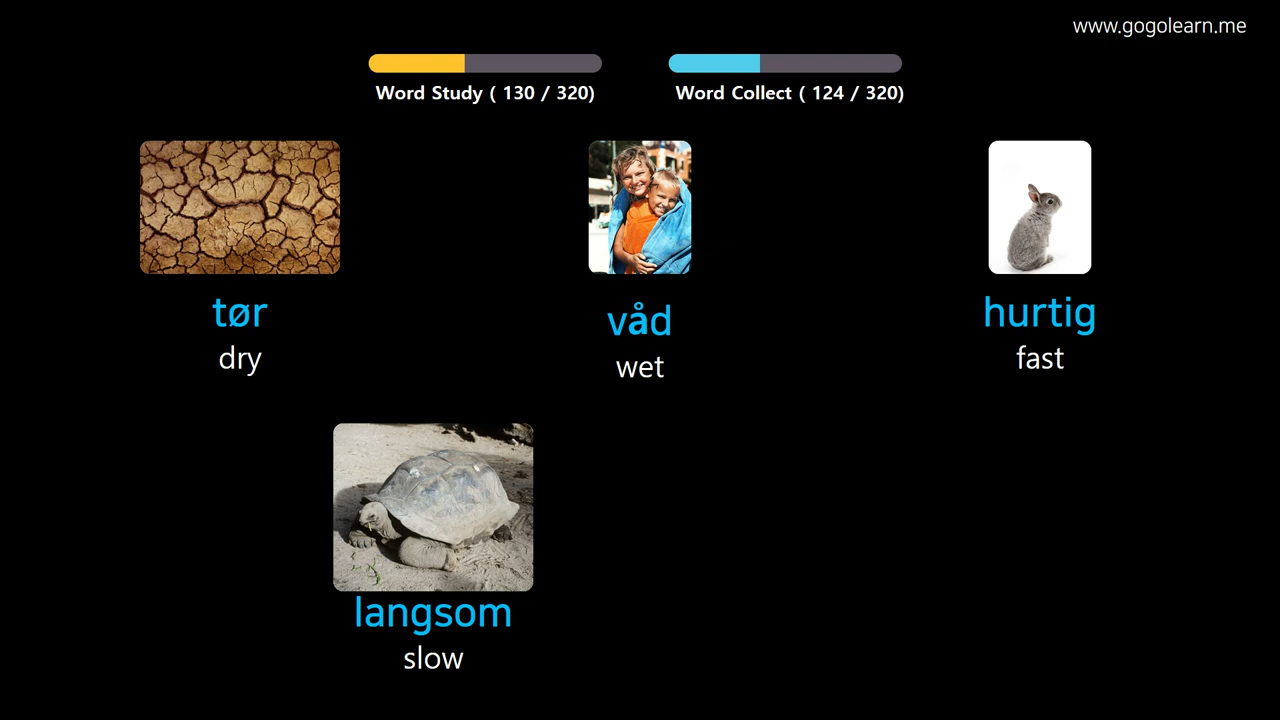 www.gogolearn.me
Word Study ( 130 / 320)
Word Collect ( 124 / 320)
tør
dry
våd
wet
hurtig
fast
langsom
slow